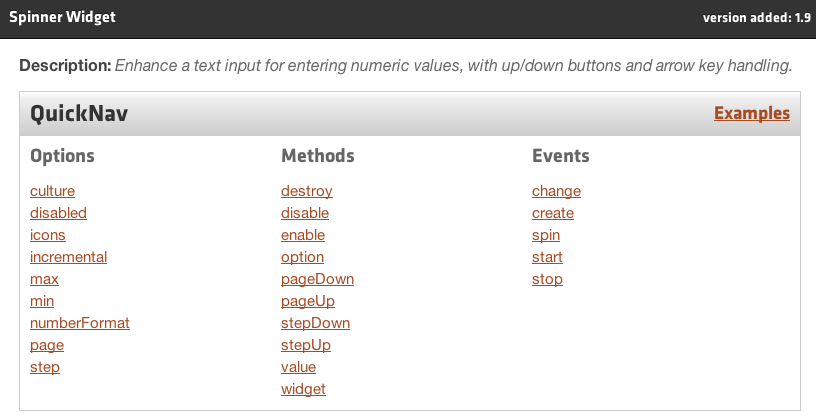 Spinner Widget version added: 1.9
Description: Enhance a text input for entering numeric values, with up/down buttons and arrow key handling.
QuickNav Examples
Options
culture
disabled
icons
incremental
max
min
numberFormat
page
step
Methods
destroy
disable
enable
option
pageDown
pageUp
stepDown
stepUp
value
widget
Events
change
create
spin
start
stop